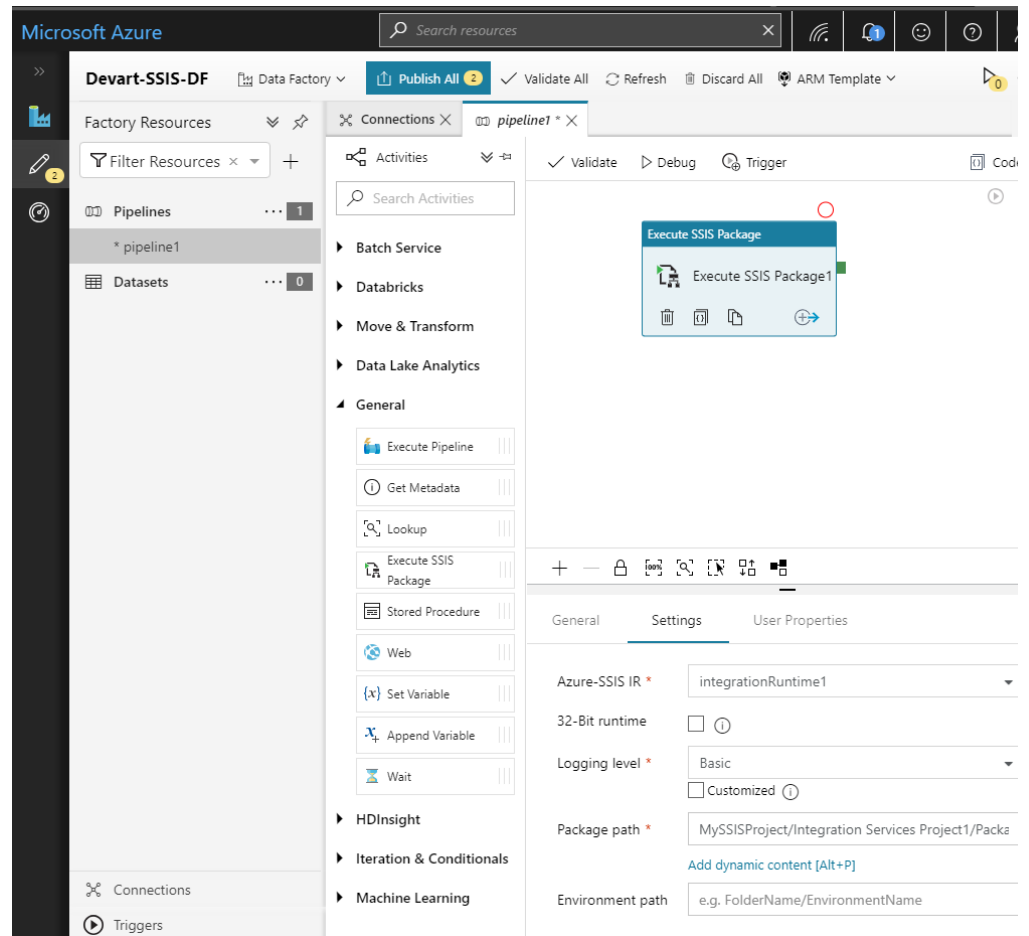 Microsoft Azure
Search resources
1
Devart-SSIS-DF
Data Factory
Publish All 2
Validate All
Refresh
Discard All
ARM Template
0
2
Factory Resources
Filter Resources
Pipelines
1
* pipeline1
Datasets
0
Connections
Triggers
Connections
pipeline1 *
Activities
Search Activities
Batch Service
Databricks
Move & Transform
Data Lake Analytics
General
Execute Pipeline
Get Metadata
Lookup
Execute SSIS
Package
Stored Procedure
Web
{x} Set Variable
Append Variable
Wait
HDInsight
Iteration & Conditionals
Machine Learning
Validate
Debug
Trigger
Code
Execute SSIS Package
Execute SSIS Package1
100%
General
Settings
User Properties
Azure-SSIS IR *
integrationRuntime1
32-Bit runtime
Logging level *
Basic
Customized
Package path *
MySSISProject/Integration Services Project1/Packa
Add dynamic content [Alt+P]
Environment path
e.g. FolderName/EnvironmentName